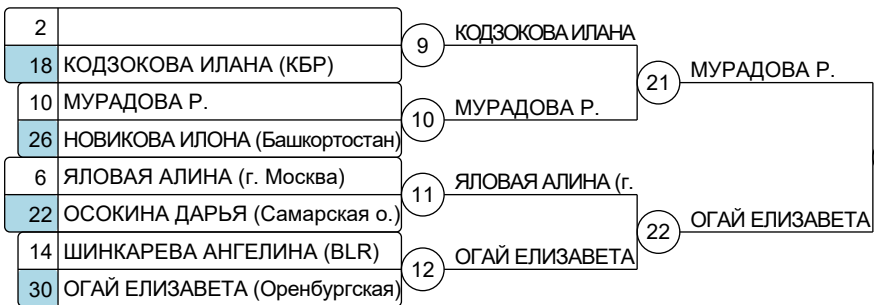 2
18 КОДЗОКОВА ИЛАНА (КБР)
10 МУРАДОВА Р.
26 НОВИКОВА ИЛОНА (Башкортостан)
6 ЯЛОВАЯ АЛИНА (г. Москва)
22 ОСОКИНА ДАРЬЯ (Самарская о.)
14 ШИНКАРЕВА АНГЕЛИНА (BLR)
30 ОГАЙ ЕЛИЗАВЕТА (Оренбургская)
9 КОДЗОКОВА ИЛАНА
10 МУРАДОВА Р.
11 ЯЛОВАЯ АЛИНА (г.
12 ОГАЙ ЕЛИЗАВЕТА
21 МУРАДОВА Р.
22 ОГАЙ ЕЛИЗАВЕТА